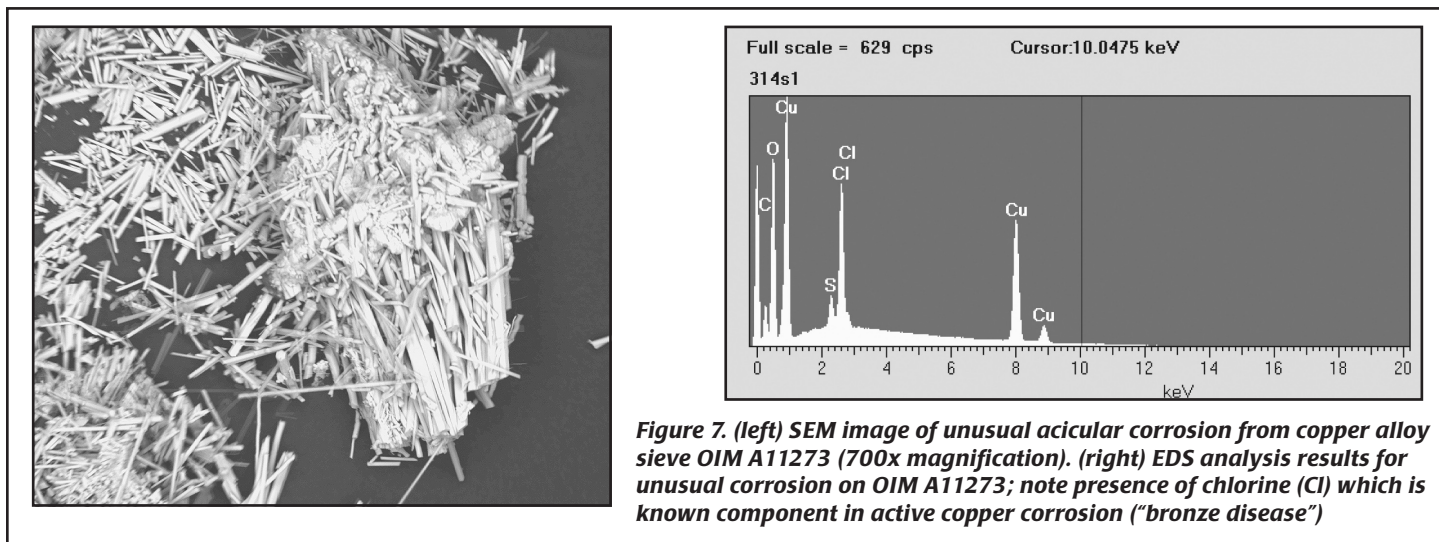 Full scale = 629 cps Cursor:10.0475 keV
314s1
Cu
O
Cl
Cl
C
Cu
S
Cu
0 2 4 6 8 10 12 14 16 18 20
keV
Figure 7. (left) SEM image of unusual acicular corrosion from copper alloy
sieve OIM A11273 (700x magnification). (right) EDS analysis results for
unusual corrosion on OIM A11273; note presence of chlorine (Cl) which is
known component in active copper corrosion (“bronze disease”)